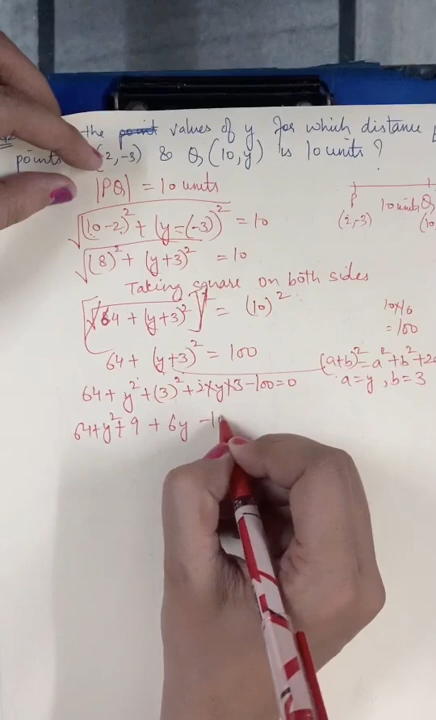 the point values of y for which distance
points (2,-3) & Q (10,y) is 10 units?
|PQ| = 10 units
P
10 units Q
(2,-3)
√(10-2)² + (y-(-3))² = 10
√(8)² + (y+3)² = 10
Taking square on both sides
[√64 + (y+3)²]² = (10)²
10×10
= 100
64 + (y+3)² = 100
(a+b)² = a² + b² + 2a
a = y, b = 3
64 + y² + (3)² + 2×y×3 - 100 = 0
64 + y² + 9 + 6y - 10